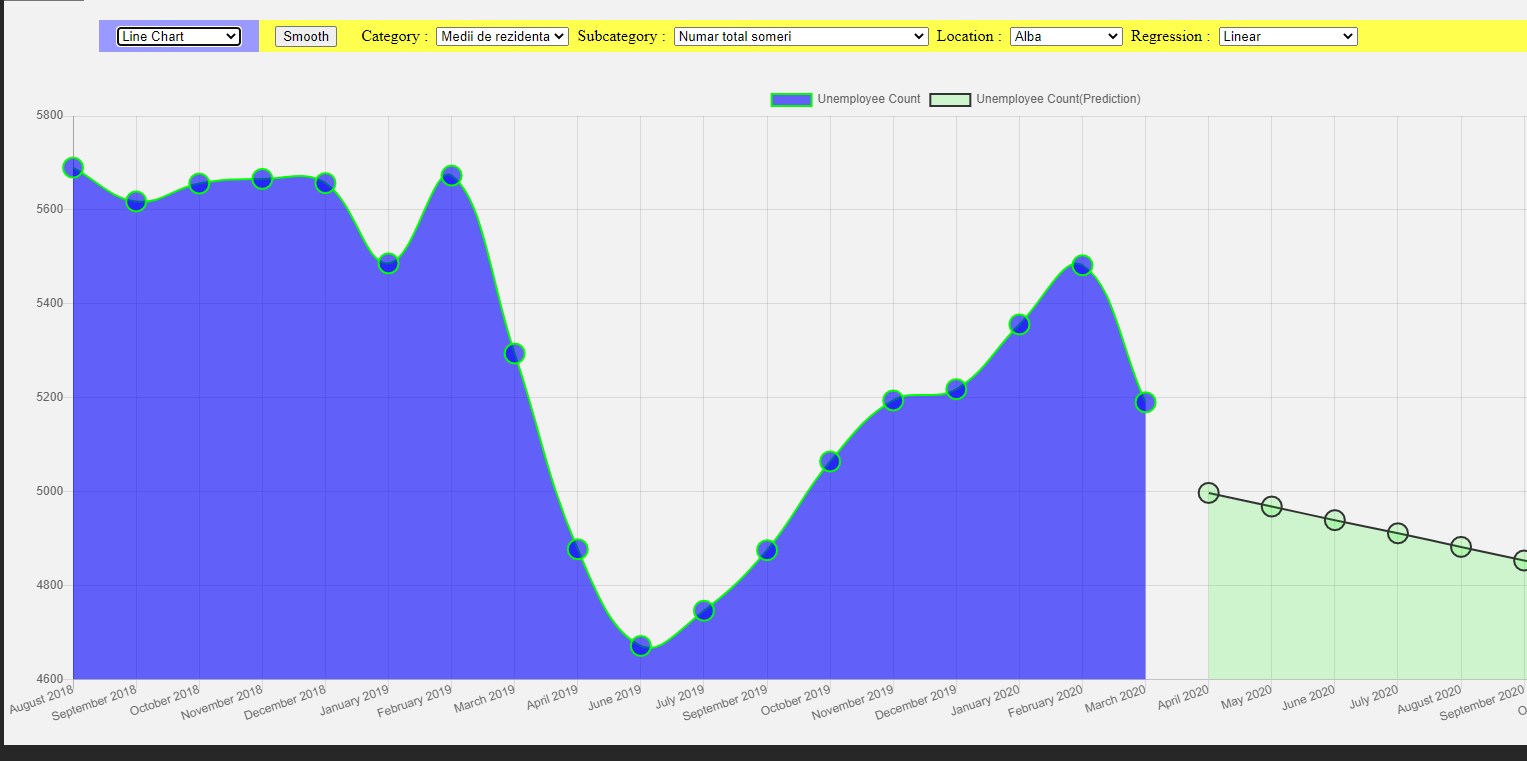 Line Chart Smooth Category : Medii de rezidenta Subcategory : Numar total someri Location : Alba Regression : Linear
Unemployee Count Unemployee Count(Prediction)
5800
5600
5400
5200
5000
4800
4600
August 2018 September 2018 October 2018 November 2018 December 2018 January 2019 February 2019 March 2019 April 2019 June 2019 July 2019 September 2019 October 2019 November 2019 December 2019 January 2020 February 2020 March 2020 April 2020 May 2020 June 2020 July 2020 August 2020 September 2020